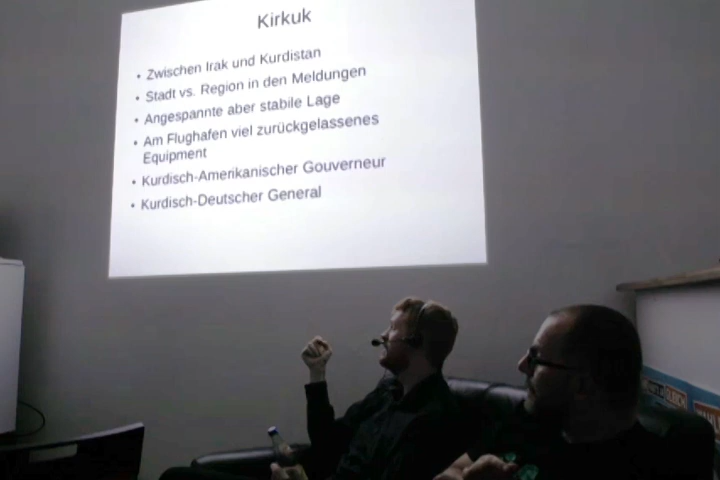 Kirkuk
• Zwischen Irak und Kurdistan
• Stadt vs. Region in den Meldungen
• Angespannte aber stabile Lage
• Am Flughafen viel zurückgelassenes
Equipment
• Kurdisch-Amerikanischer Gouverneur
• Kurdisch-Deutscher General